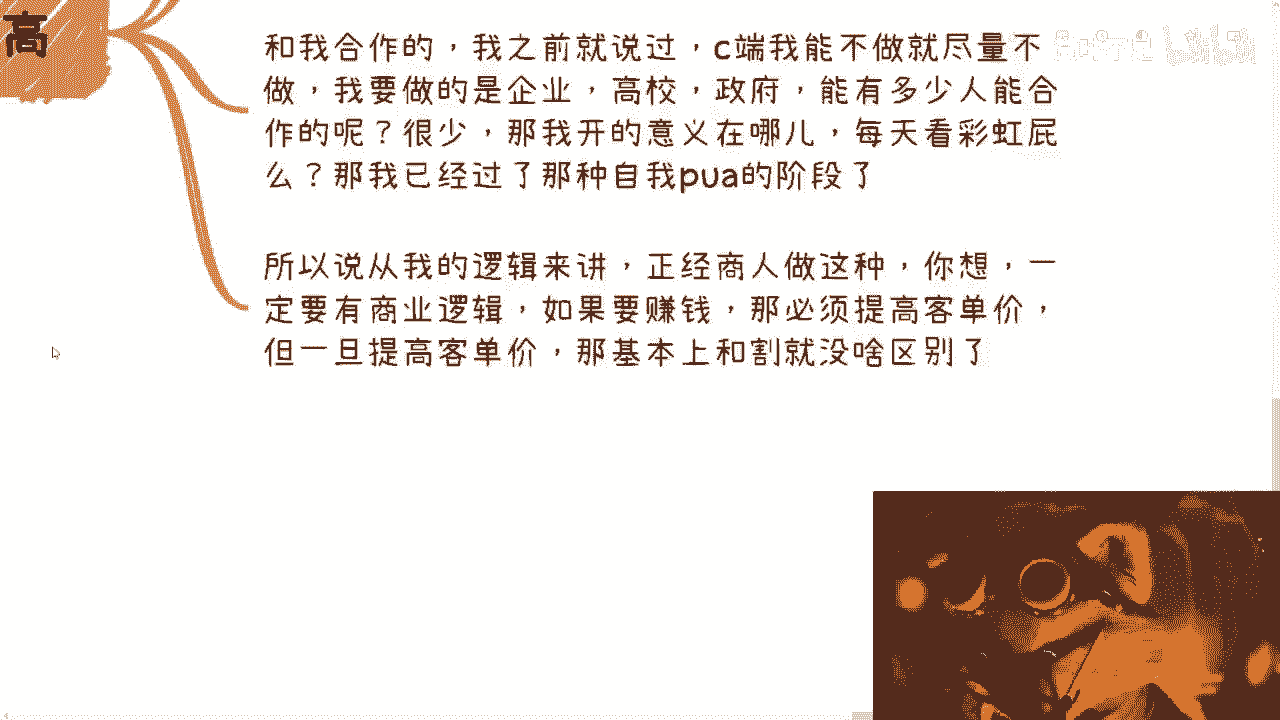 高
和我合作的，我之前就说过，c端我能不做就尽量不
做，我要做的是企业，高校，政府，能有多少人能合
作的呢？很少，那我开的意义在哪儿，每天看彩虹屁
么？那我已经过了那种自我pua的阶段了
所以说从我的逻辑来讲，正经商人做这种，你想，一
定要有商业逻辑，如果要赚钱，那必须提高客单价，
但一旦提高客单价，那基本上和割就没啥区别了